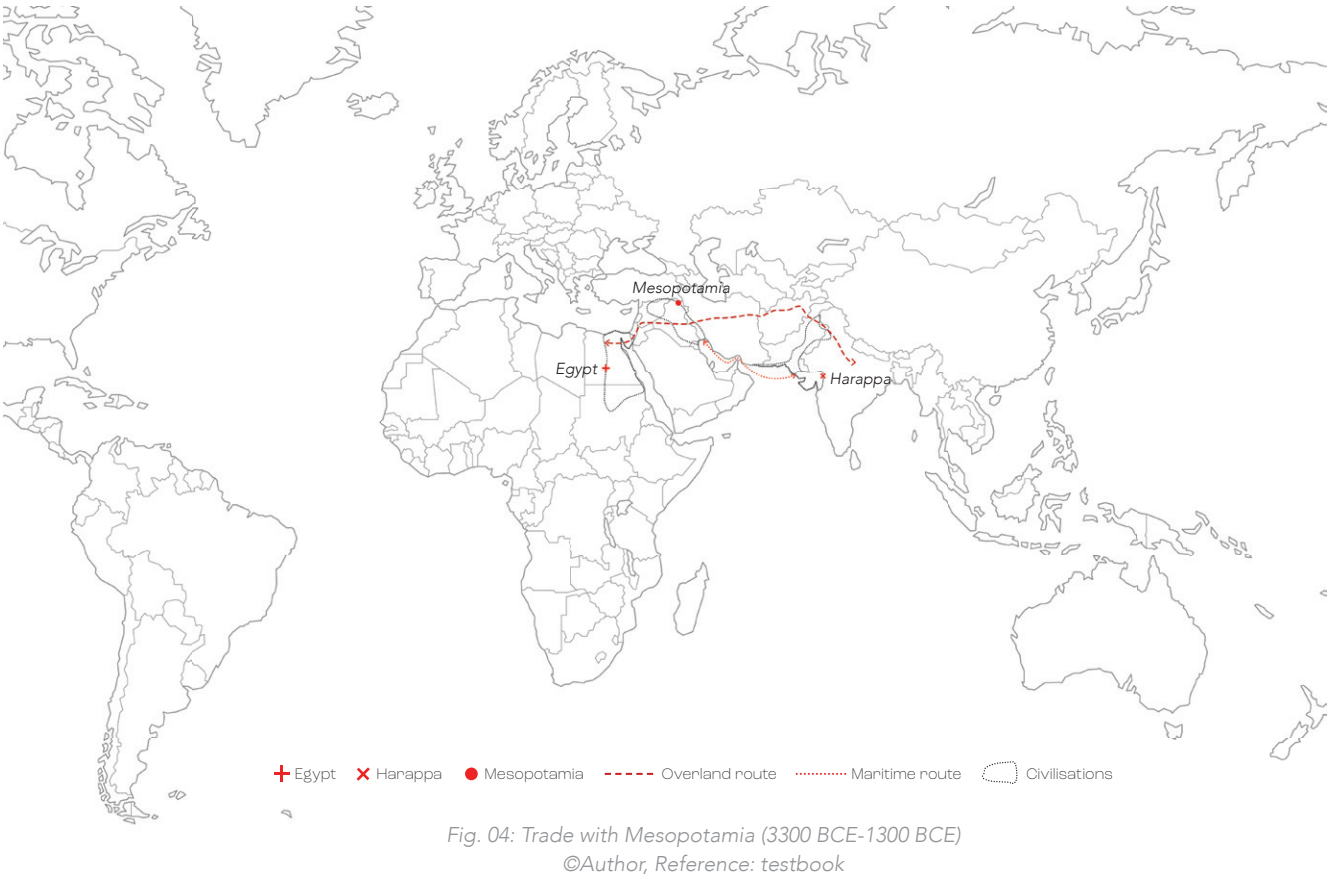 Mesopotamia
Egypt
Harappa
Egypt Harappa Mesopotamia Overland route Maritime route Civilisations
Fig. 04: Trade with Mesopotamia (3300 BCE-1300 BCE)
©Author, Reference: testbook